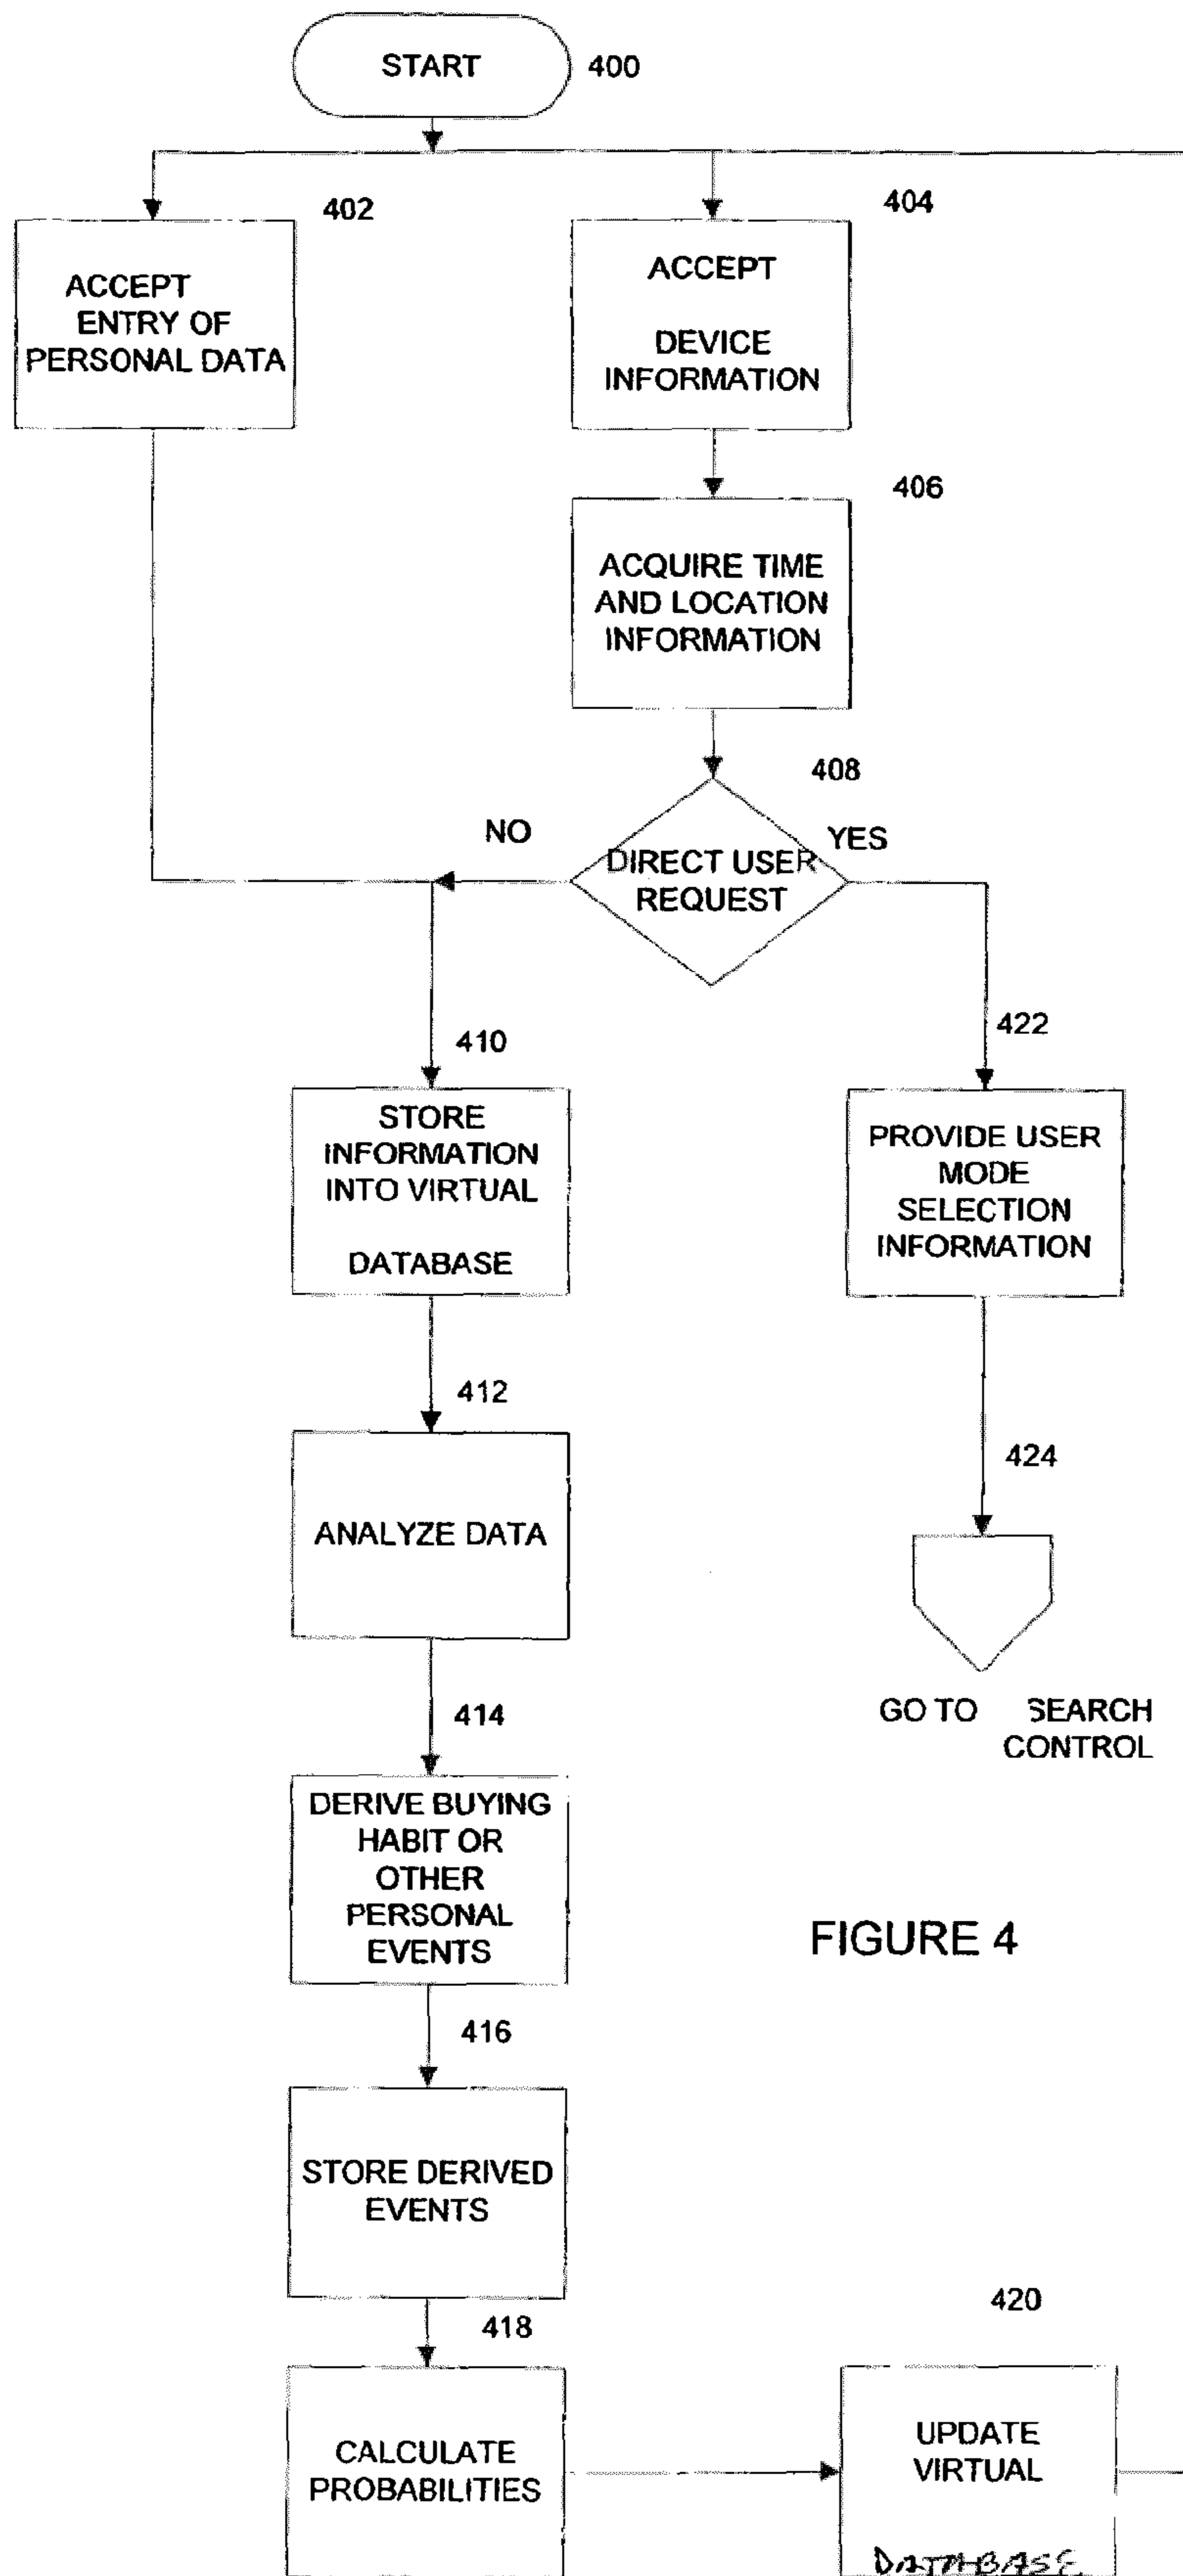 START
400
402
404
ACCEPT
ENTRY OF
PERSONAL DATA
ACCEPT
DEVICE
INFORMATION
406
ACQUIRE TIME
AND LOCATION
INFORMATION
408
NO
YES
DIRECT USER
REQUEST
410
422
STORE
INFORMATION
INTO VIRTUAL
DATABASE
PROVIDE USER
MODE
SELECTION
INFORMATION
412
424
ANALYZE DATA
GO TO SEARCH
CONTROL
414
DERIVE BUYING
HABIT OR
OTHER
PERSONAL
EVENTS
FIGURE 4
416
STORE DERIVED
EVENTS
418
420
CALCULATE
PROBABILITIES
UPDATE
VIRTUAL
DATABASE